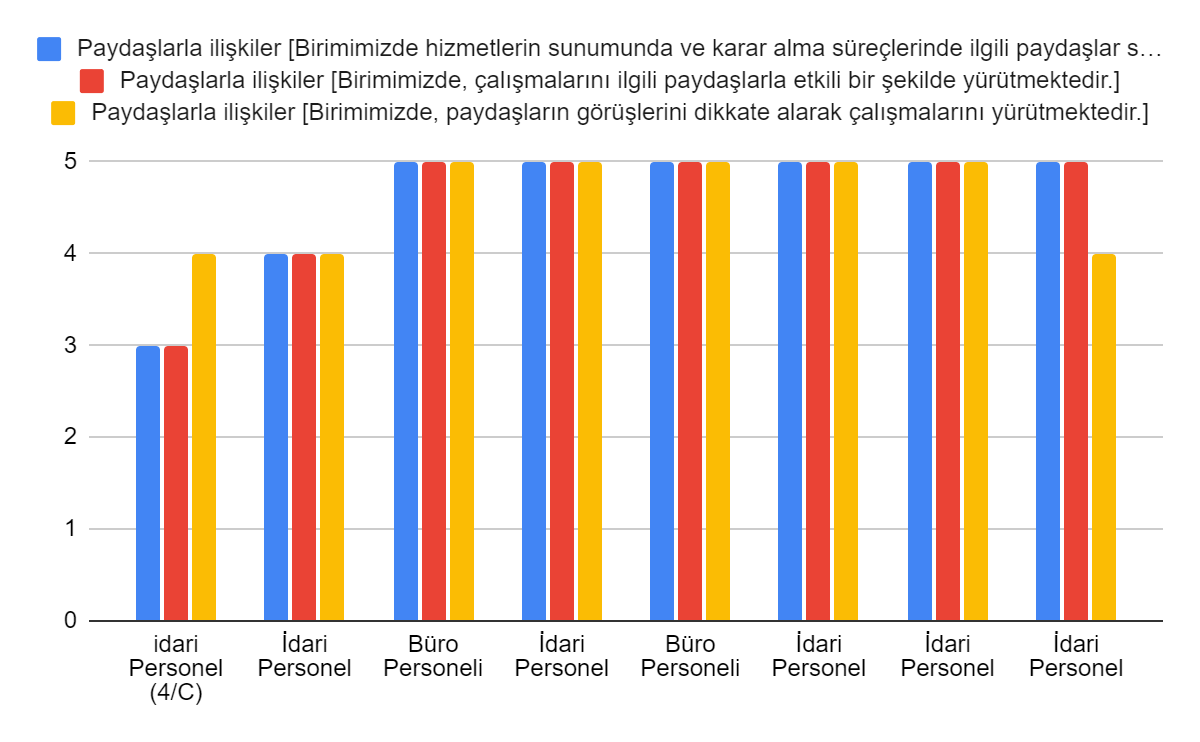 Paydaşlarla ilişkiler [Birimimizde hizmetlerin sunumunda ve karar alma süreçlerinde ilgili paydaşlar s…
Paydaşlarla ilişkiler [Birimimizde, çalışmalarını ilgili paydaşlarla etkili bir şekilde yürütmektedir.]
Paydaşlarla ilişkiler [Birimimizde, paydaşların görüşlerini dikkate alarak çalışmalarını yürütmektedir.]
5
4
3
2
1
0
idari Personel (4/C)
İdari Personel
Büro Personeli
İdari Personel
Büro Personeli
İdari Personel
İdari Personel
İdari Personel